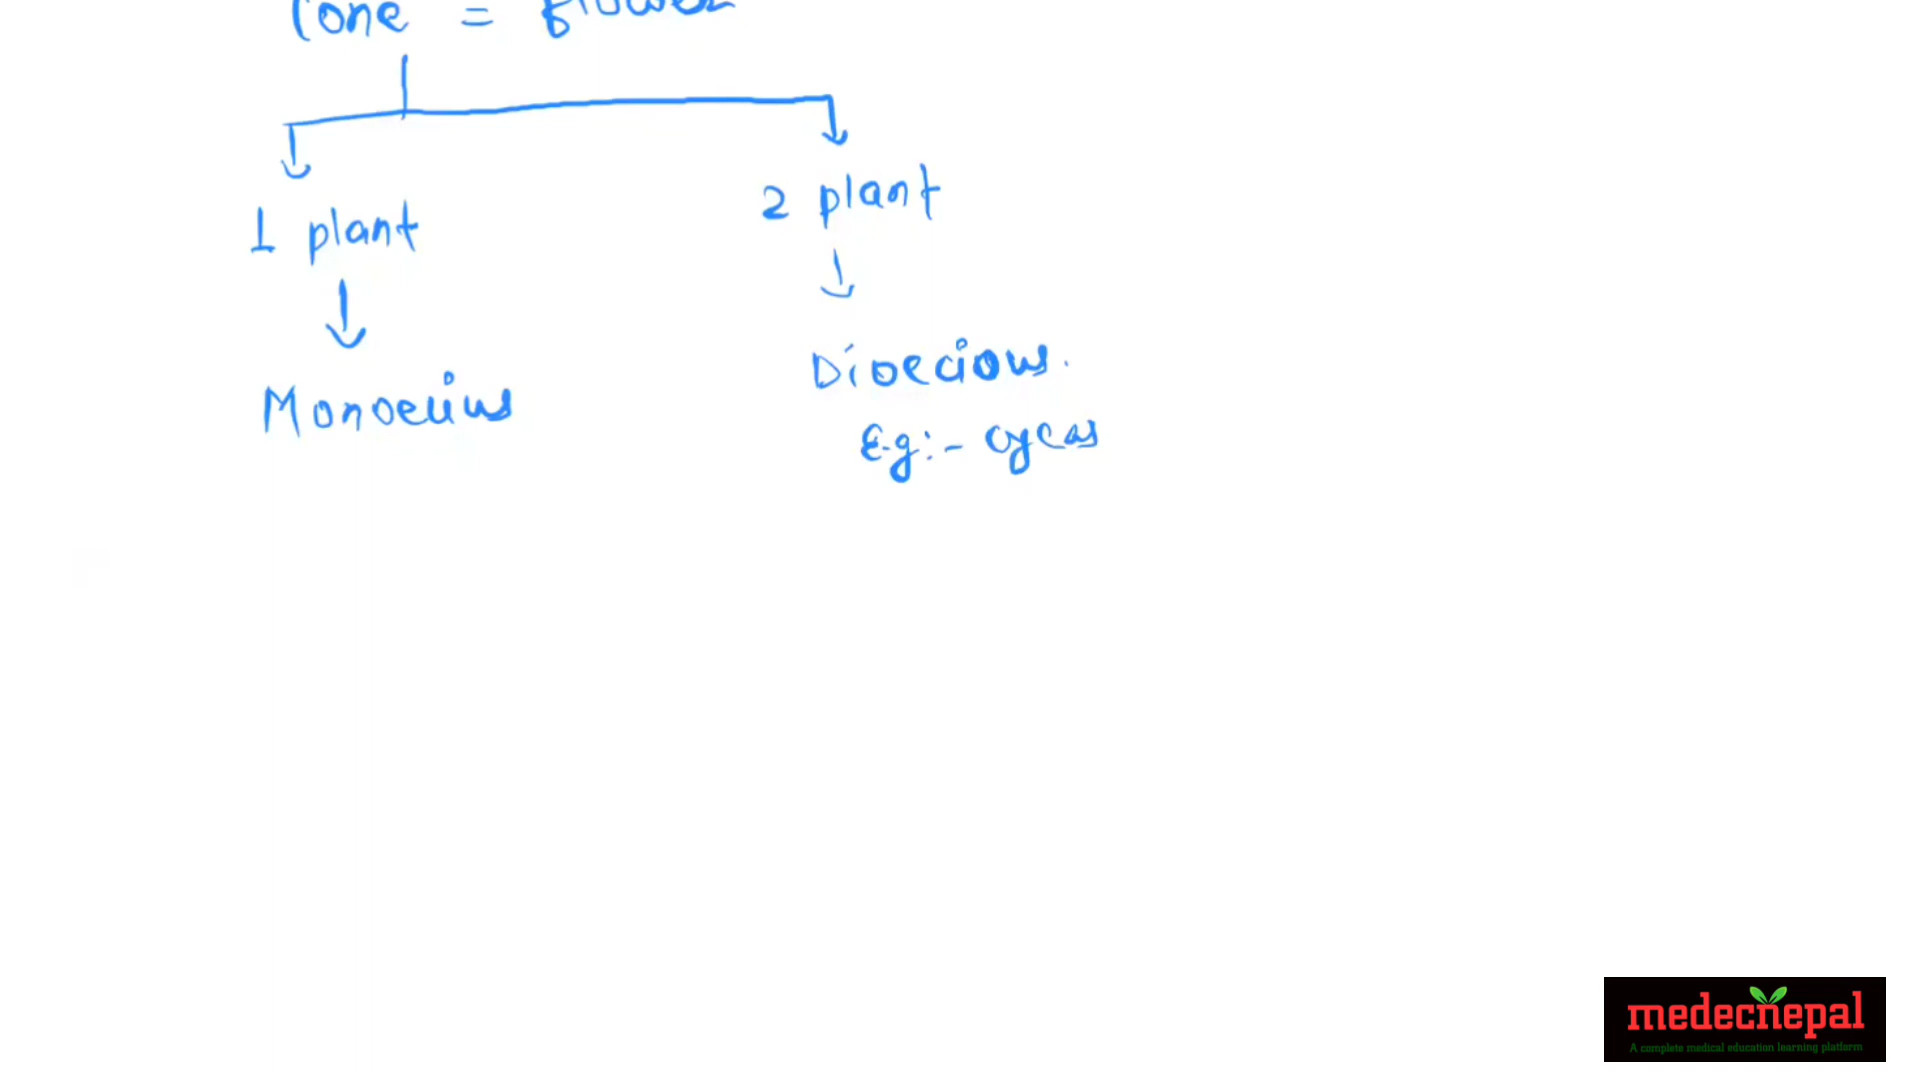 Cone = flower
1 plant
2 plant
Monoecius
Dioecious.
E.g:- cycas
medecnepal
A complete medical education learning platform